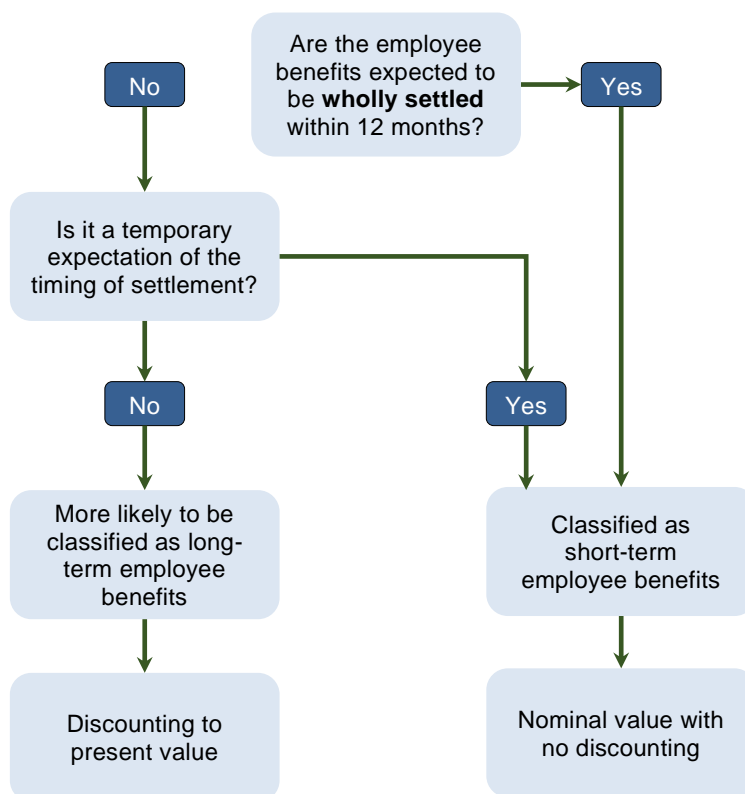 Are the employee
benefits expected to
be wholly settled
within 12 months?
No
Yes
Is it a temporary
expectation of the
timing of settlement?
No
Yes
More likely to be
classified as long-
term employee
benefits
Classified as
short-term
employee benefits
Discounting to
present value
Nominal value with
no discounting